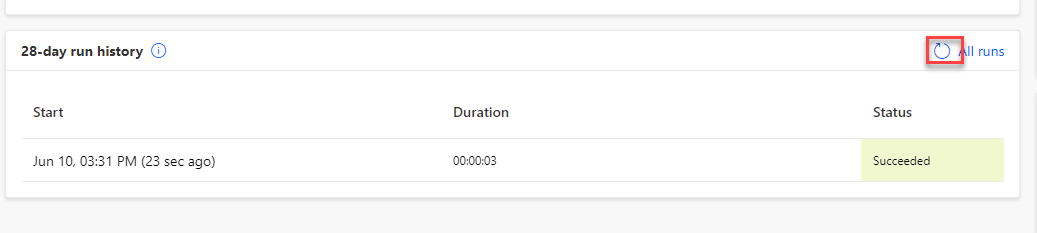 28-day run history All runs
Start Duration Status
Jun 10, 03:31 PM (23 sec ago) 00:00:03 Succeeded